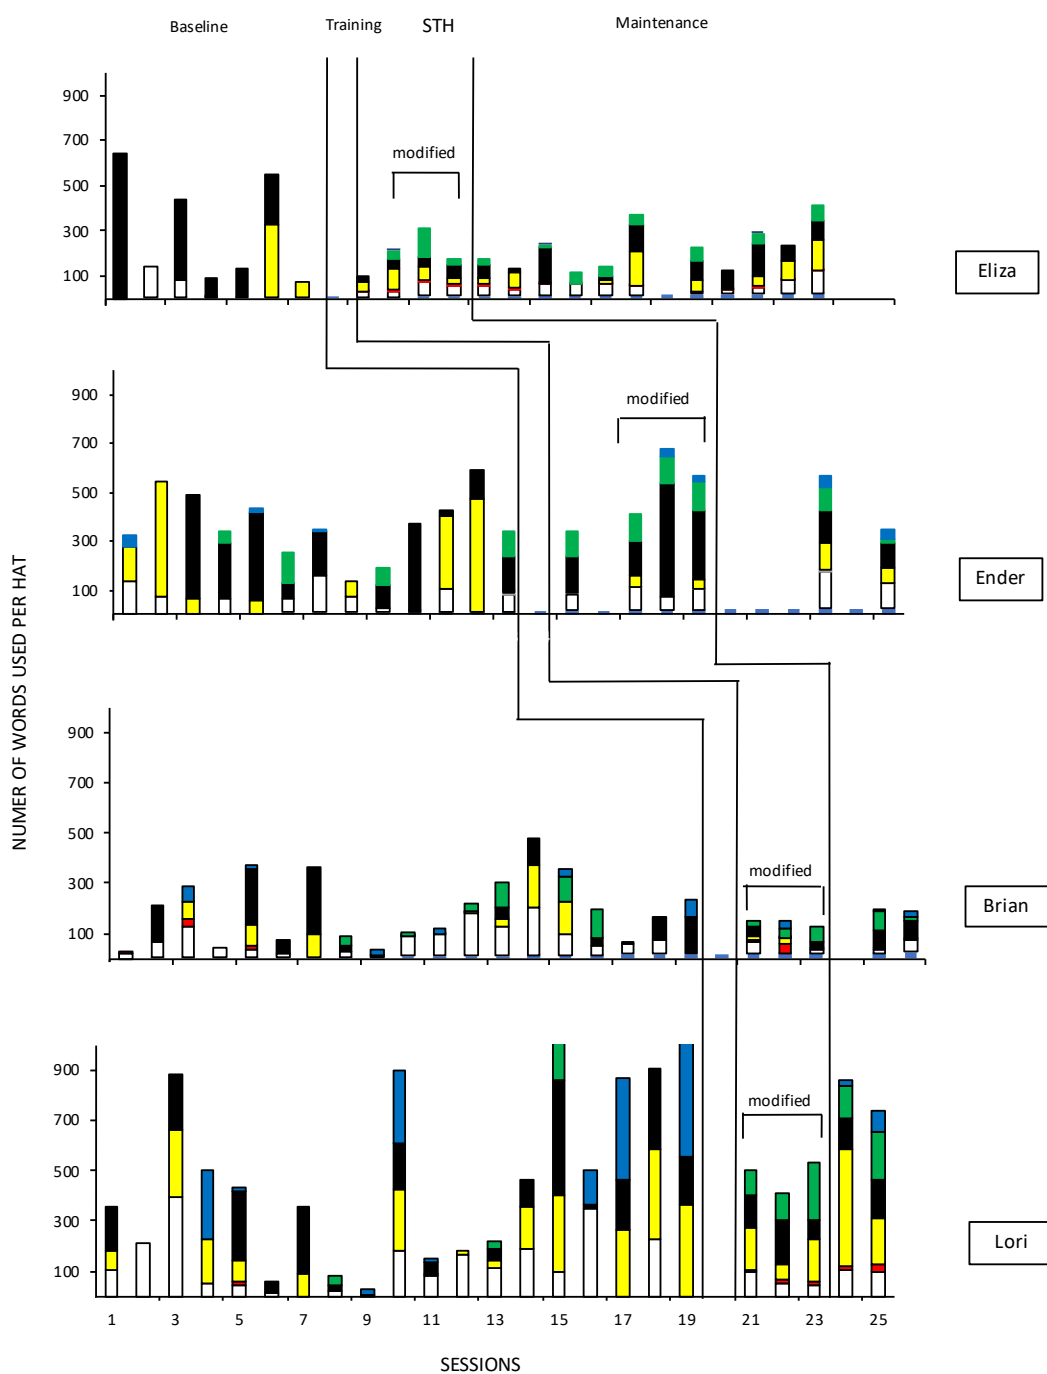 Baseline Training STH Maintenance
900
700
500
300
100
modified
Eliza
900
700
500
300
100
modified
Ender
NUMER OF WORDS USED PER HAT
900
700
500
300
100
modified
Brian
900
700
500
300
100
modified
Lori
1 3 5 7 9 11 13 15 17 19 21 23 25
SESSIONS